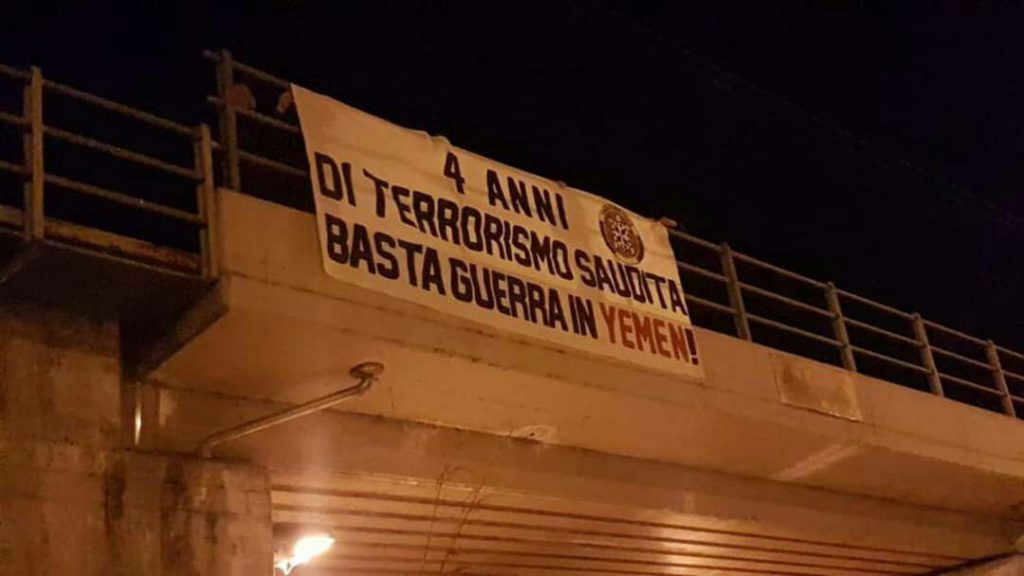 4 ANNI
DI TERRORISMO SAUDITA
BASTA GUERRA IN YEMEN!